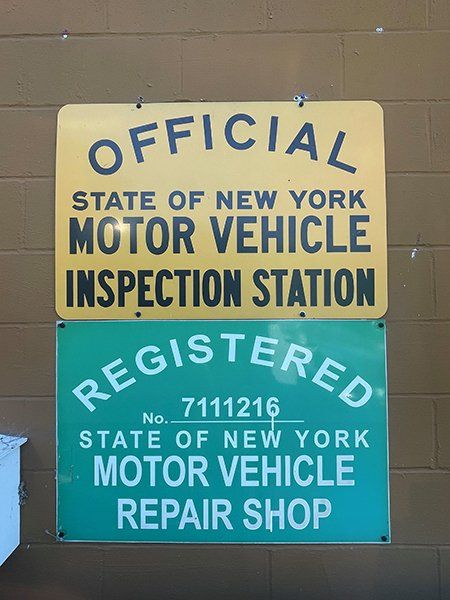 OFFICIAL
STATE OF NEW YORK
MOTOR VEHICLE
INSPECTION STATION
REGISTERED
No. 7111216
STATE OF NEW YORK
MOTOR VEHICLE
REPAIR SHOP